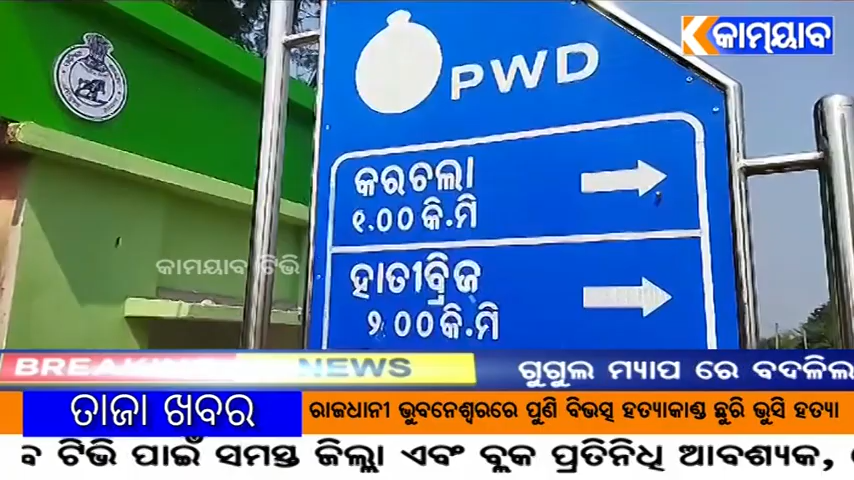 କାମୟାବ
PWD
କରଚଲା
୧.୦୦ କି.ମି
କାମୟାବ ଟିଭି
ହାତୀବ୍ରିଜ
୨.୦୦ କି.ମି
BREAKING NEWS
ଗୁଗୁଲ ମ୍ୟାପ ରେ ବଦଳିଲ
ତାଜା ଖବର
ରାଜଧାନୀ ଭୁବନେଶ୍ୱରରେ ପୁଣି ବିଭତ୍ସ ହତ୍ୟାକାଣ୍ଡ ଛୁରି ଭୁସି ହତ୍ୟା
ବ ଟିଭି ପାଇଁ ସମସ୍ତ ଜିଲ୍ଲା ଏବଂ ବ୍ଲକ ପ୍ରତିନିଧି ଆବଶ୍ୟକ,